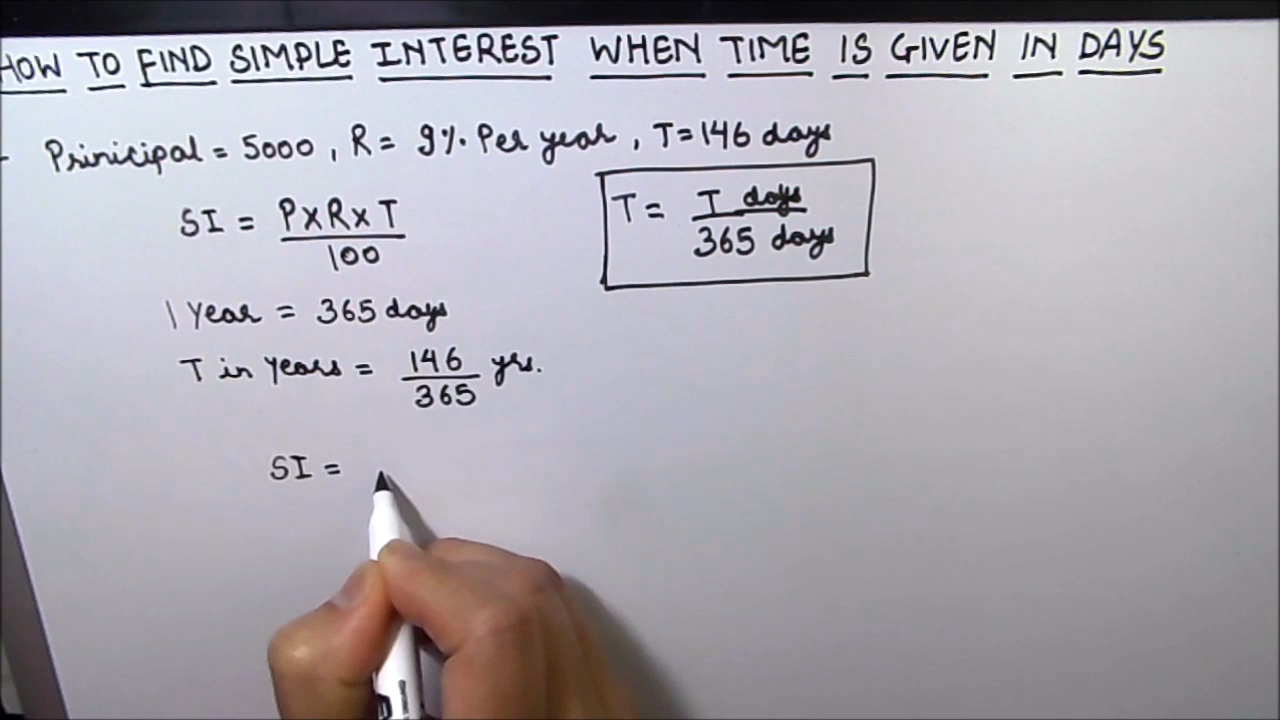 HOW TO FIND SIMPLE INTEREST WHEN TIME IS GIVEN IN DAYS
Prinicipal = 5000, R = 9% Per year, T=146 days
SI = P×R×T
100
T = T days
365 days
1 Year = 365 days
T in Years = 146 yrs.
365
SI =